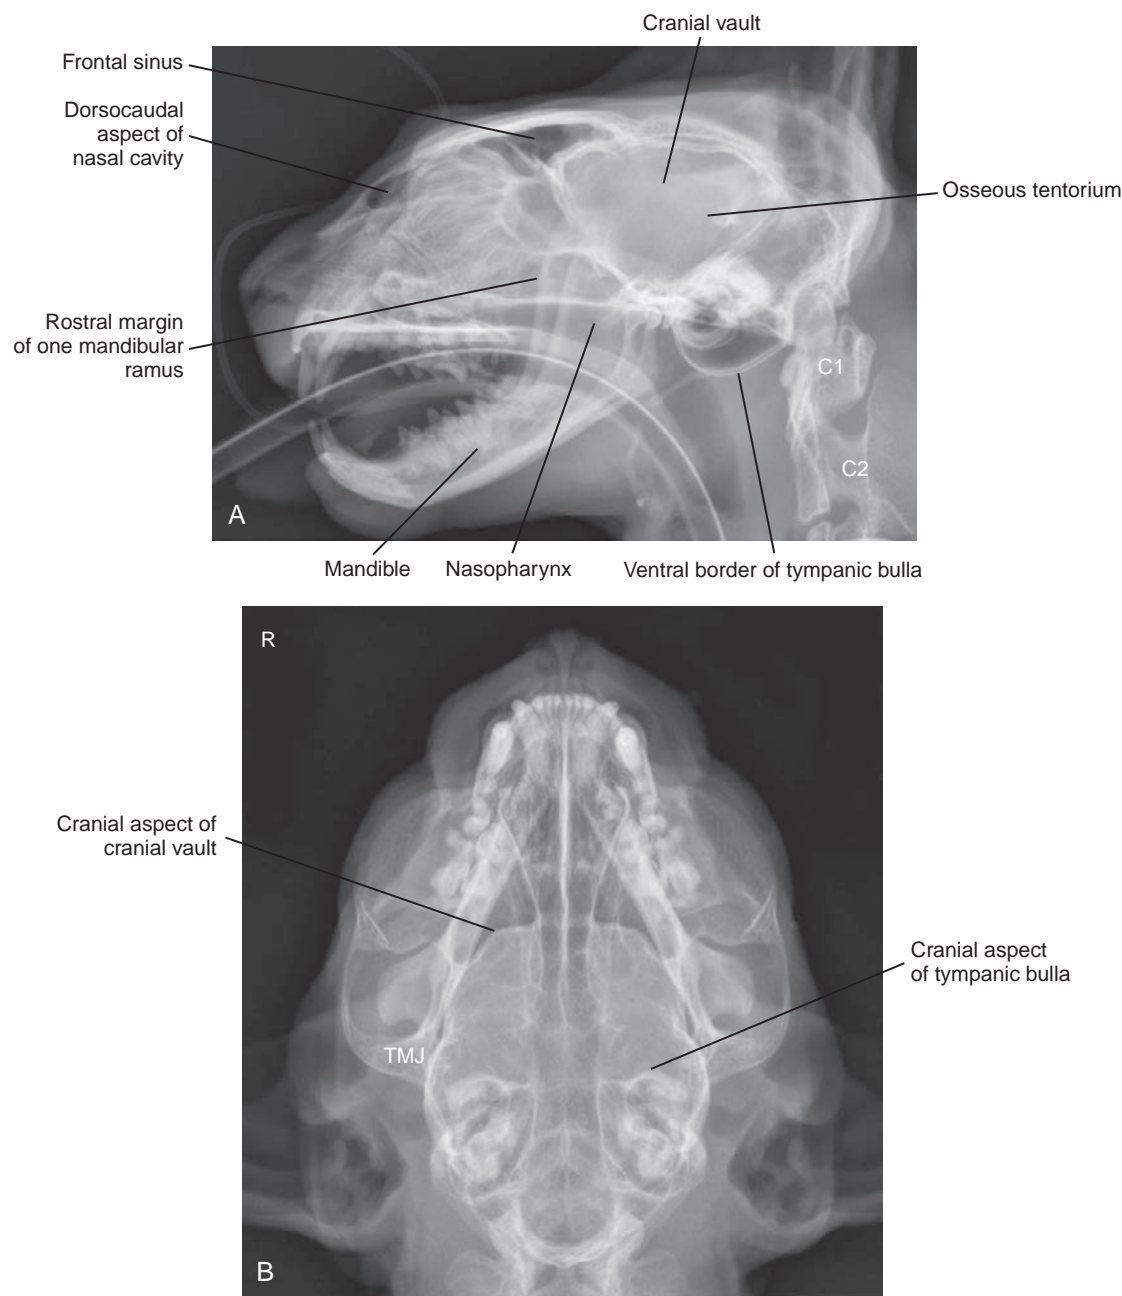 Cranial vault
Frontal sinus
Dorsocaudal
aspect of
nasal cavity
Osseous tentorium
Rostral margin
of one mandibular
ramus
C1
C2
A
Mandible
Nasopharynx
Ventral border of tympanic bulla
R
Cranial aspect of
cranial vault
Cranial aspect
of tympanic bulla
TMJ
B